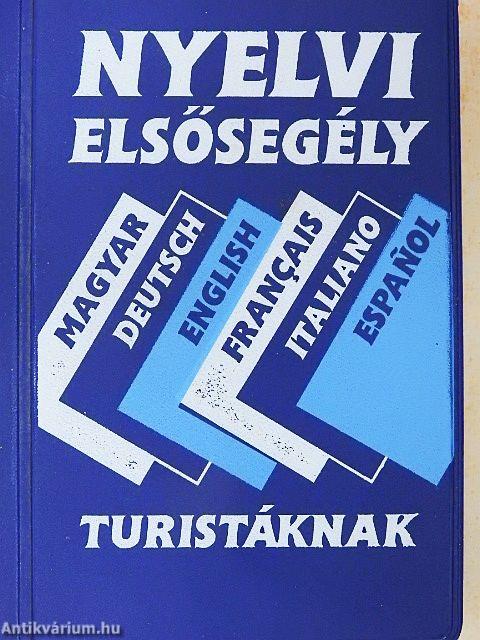 NYELVI
ELSŐSEGÉLY
MAGYAR
DEUTSCH
ENGLISH
FRANÇAIS
ITALIANO
ESPAÑOL
TURISTÁKNAK
Antikvárium.hu